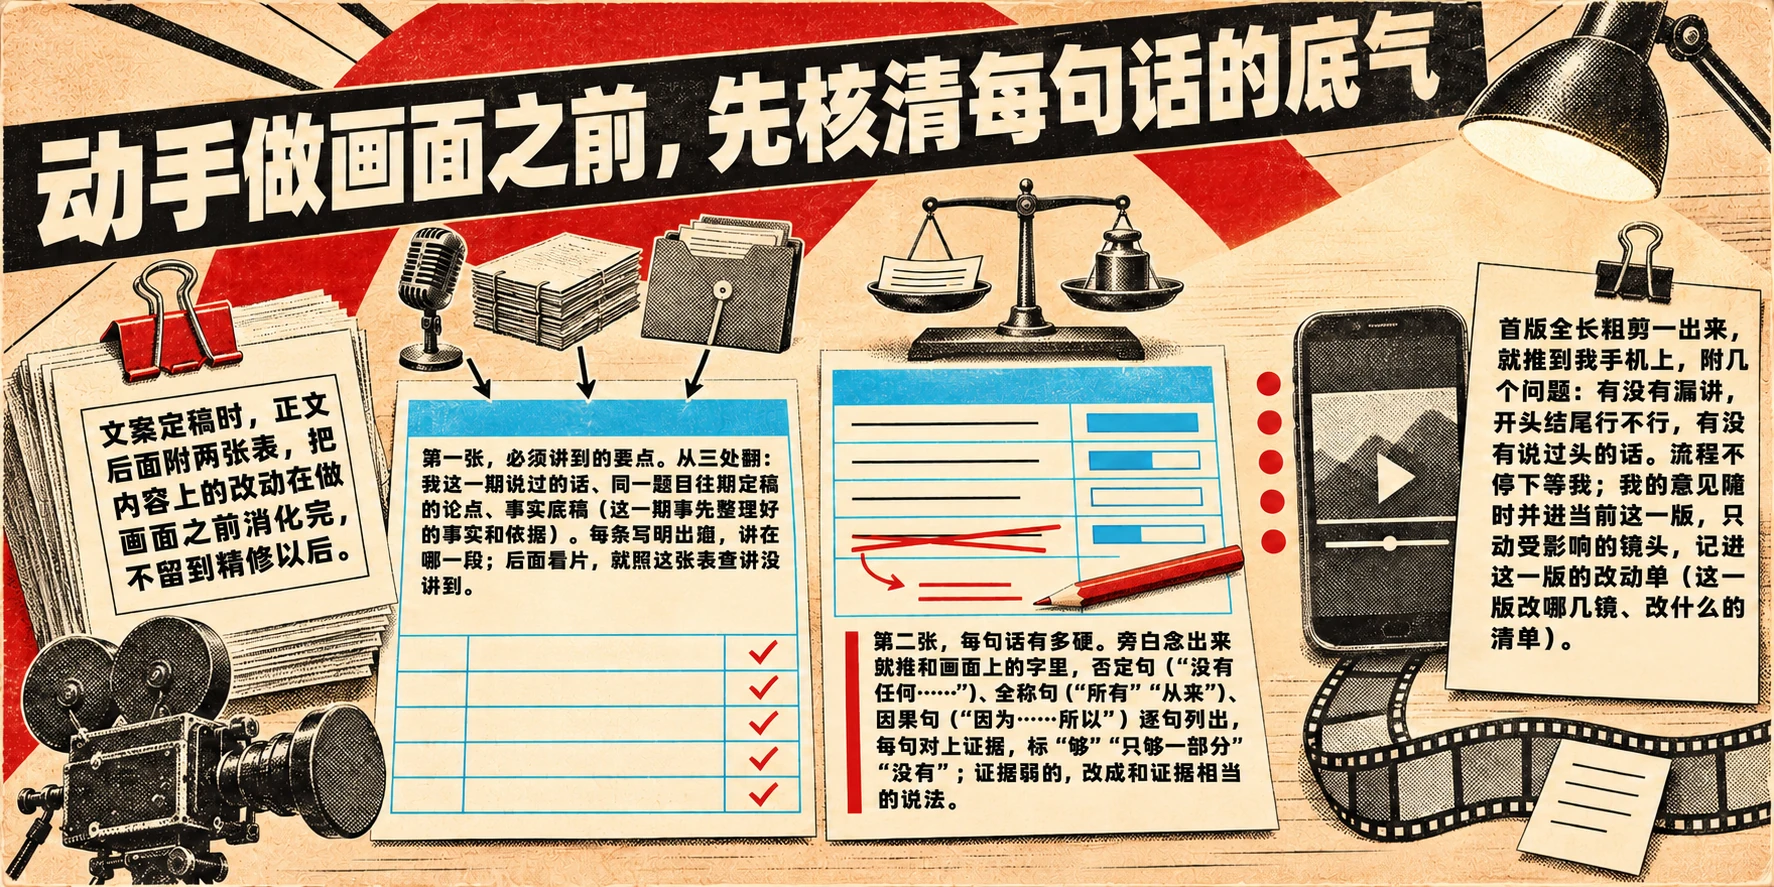 动手做画面之前，先核清每句话的底气
文案定稿时，正文
后面附两张表，把
内容上的改动在做
画面之前消化完，
不留到精修以后。
第一张，必须讲到的要点。从三处翻：
我这一期说过的话、同一题目往期定稿
的论点、事实底稿（这一期事先整理好
的事实和依据）。每条写明出处，讲在
哪一段；后面看片，就照这张表查讲没
讲到。
第二张，每句话有多硬。旁白念出来
就推和画面上的字里，否定句（“没有
任何……”）、全称句（“所有”“从来”）、
因果句（“因为……所以”）逐句列出，
每句对上证据，标“够”“只够一部分”
“没有”；证据弱的，改成和证据相当
的说法。
首版全长粗剪一出来，
就推到我手机上，附几
个问题：有没有漏讲，
开头结尾行不行，有没
有说过头的话。流程不
停下等我；我的意见随
时并进当前这一版，只
动受影响的镜头，记进
这一版的改动单（这一
版改哪几镜、改什么的
清单）。